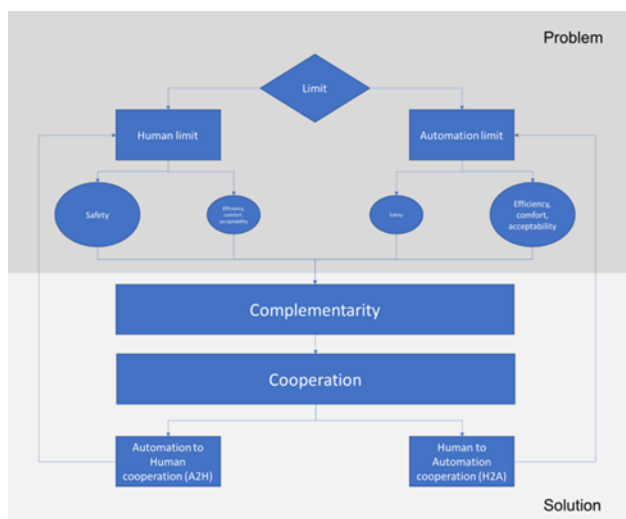 Problem
Limit
Human limit
Automation limit
Safety
Efficiency,
comfort,
acceptability
Safety
Efficiency,
comfort,
acceptability
Complementarity
Cooperation
Automation to
Human
cooperation (A2H)
Human to
Automation
cooperation (H2A)
Solution